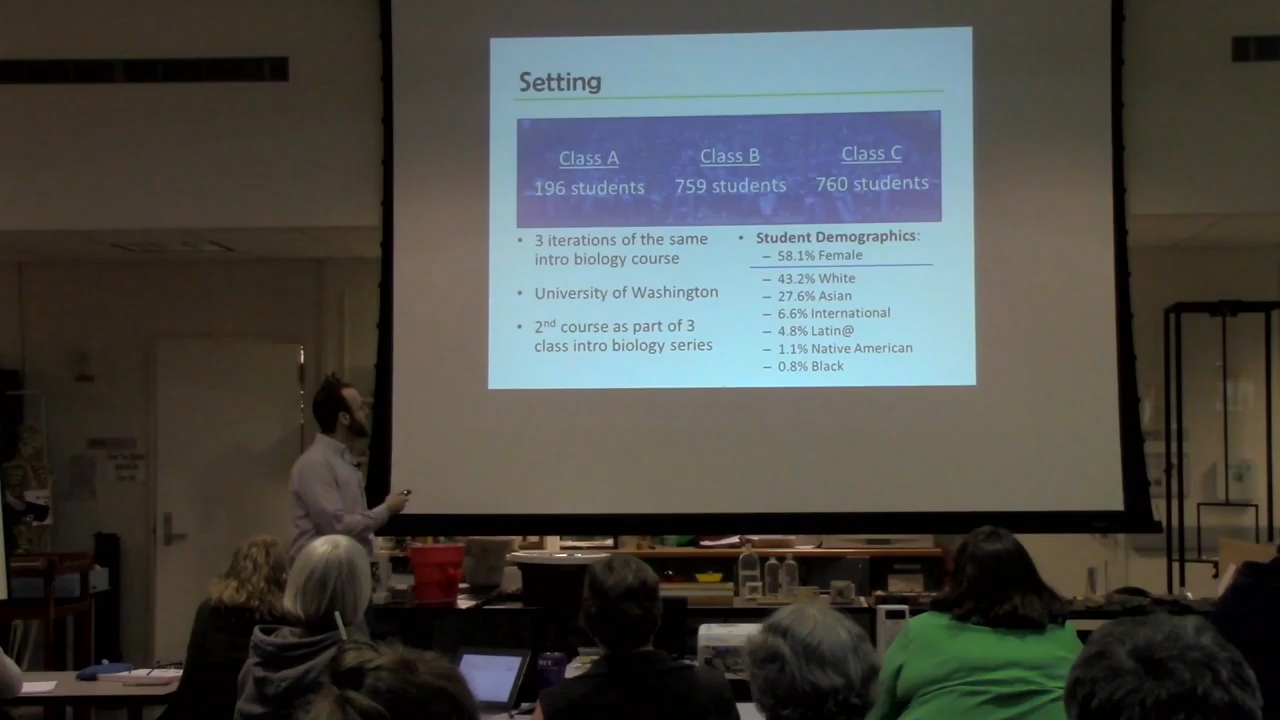 Setting
Class A
196 students
Class B
759 students
Class C
760 students
• 3 iterations of the same
intro biology course
• University of Washington
• 2nd course as part of 3
class intro biology series
• Student Demographics:
– 58.1% Female
– 43.2% White
– 27.6% Asian
– 6.6% International
– 4.8% Latin@
– 1.1% Native American
– 0.8% Black